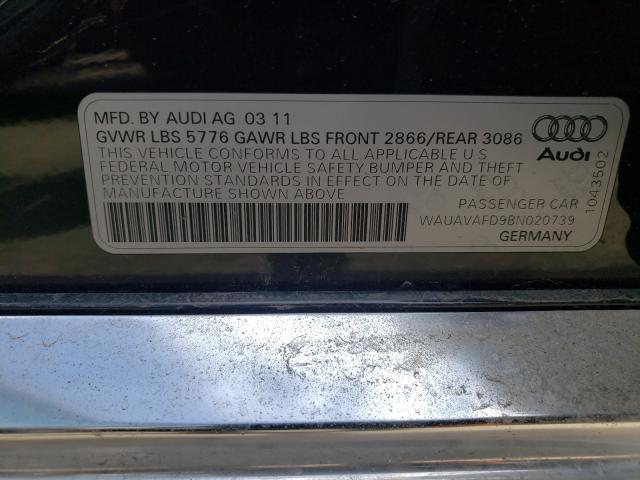 MFD. BY AUDI AG 03 11
GVWR LBS 5776 GAWR LBS FRONT 2866/REAR 3086
THIS VEHICLE CONFORMS TO ALL APPLICABLE U S
FEDERAL MOTOR VEHICLE SAFETY, BUMPER AND THEFT
PREVENTION STANDARDS IN EFFECT ON THE DATE OF
MANUFACTURE SHOWN ABOVE
PASSENGER CAR
WAUAVAFD9BN020739
GERMANY
Audi
1043502